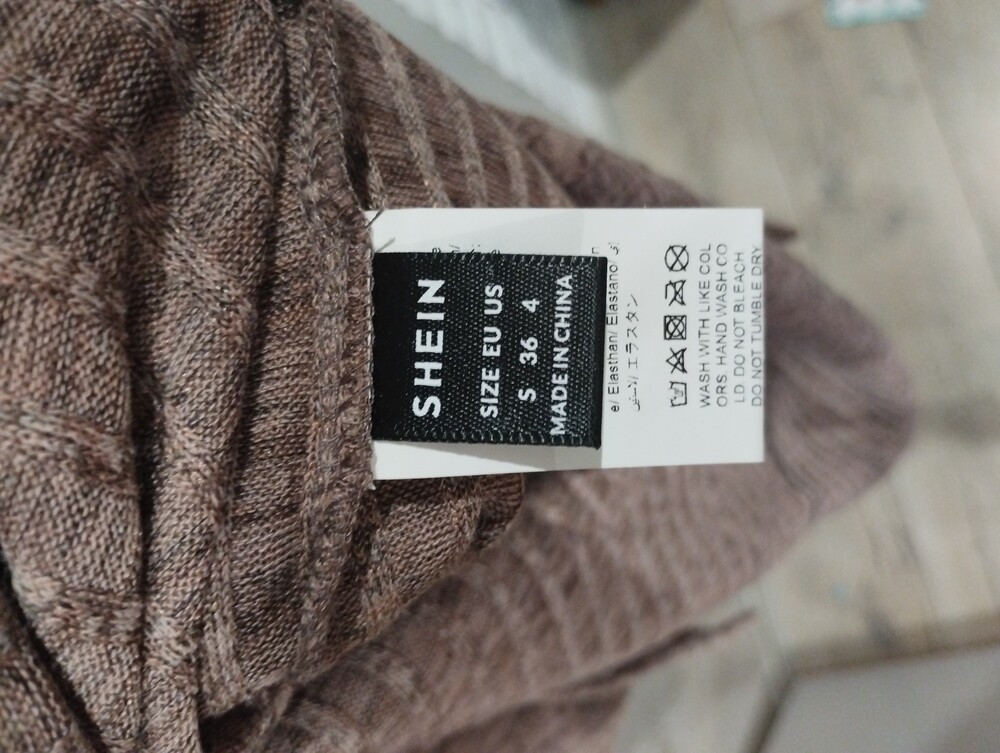 SHEIN
SIZE EU US
S 36 4
MADE IN CHINA
e/ Elasthan/ Elastano
エラスタン
WASH WITH LIKE COL
ORS HAND WASH CO
LD DO NOT BLEACH
DO NOT TUMBLE DRY